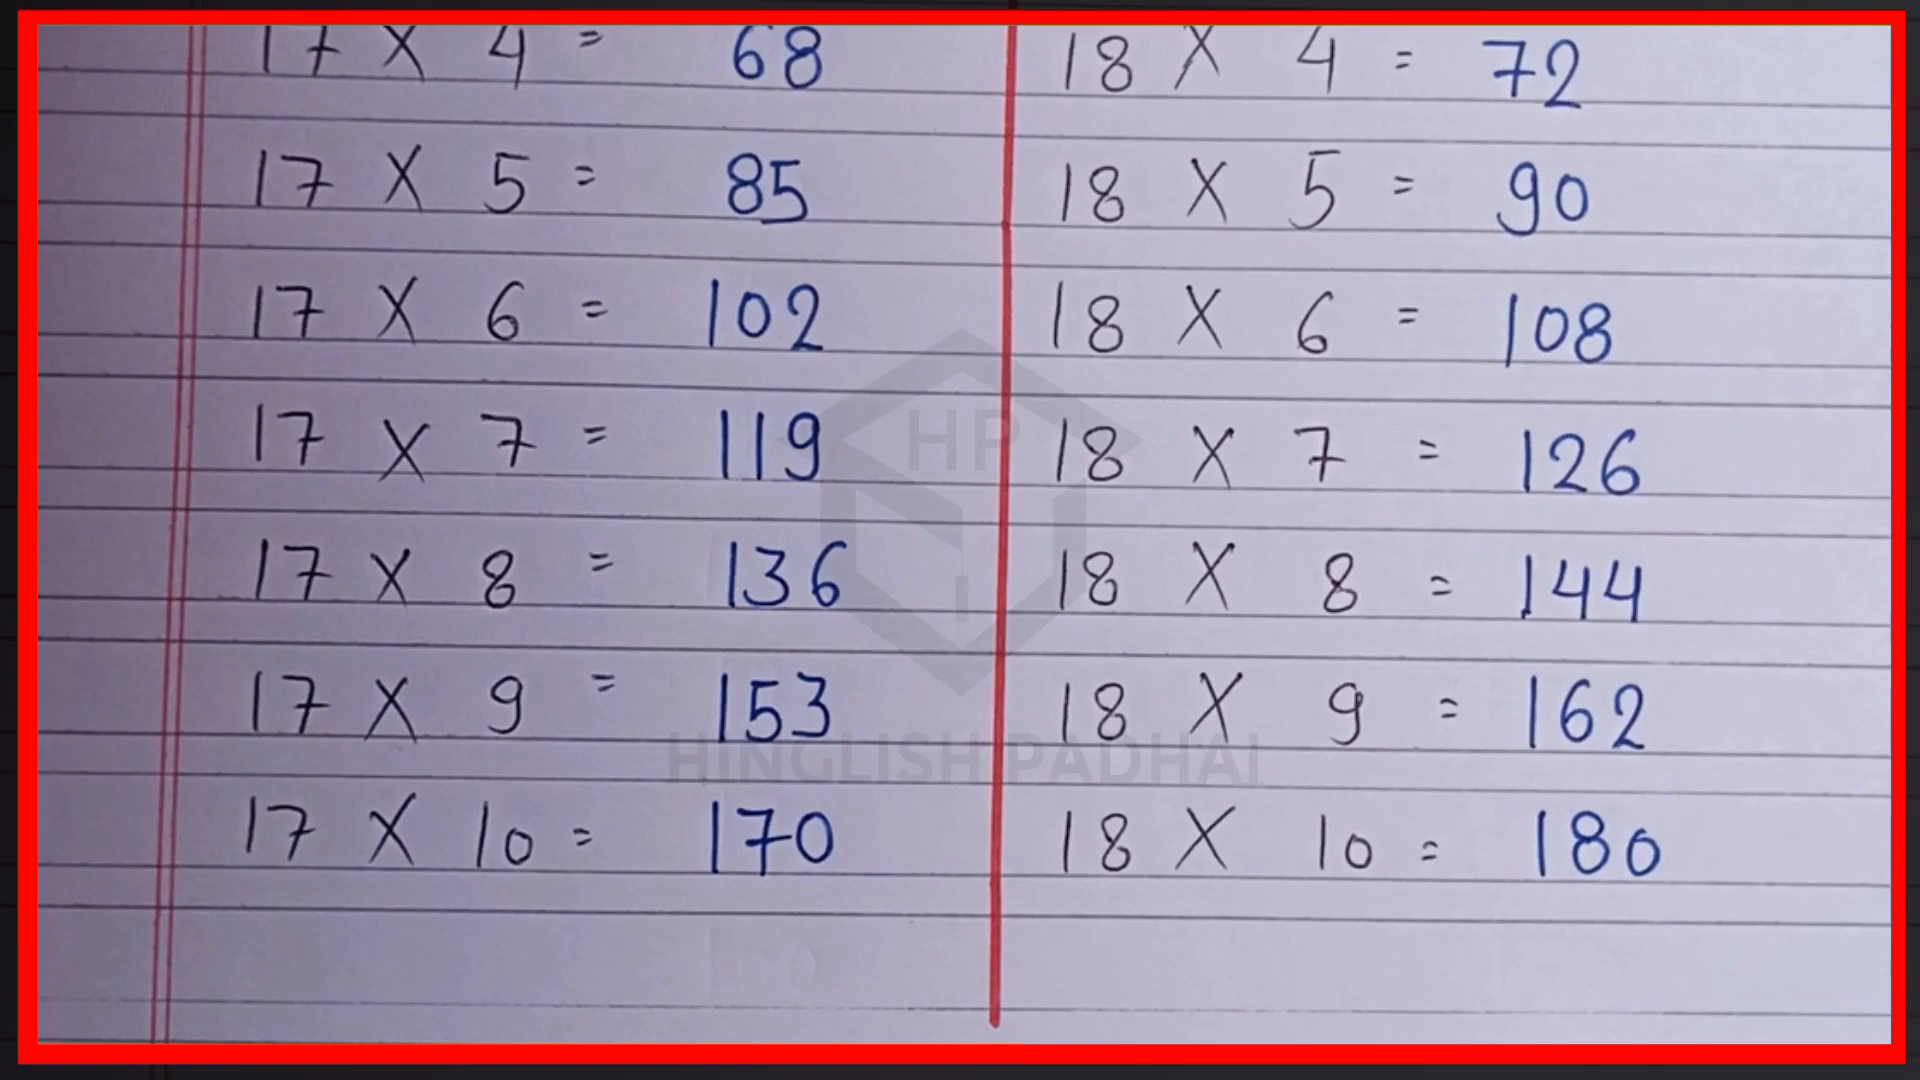 17 X 4 = 68
17 X 5 = 85
17 X 6 = 102
17 X 7 = 119
17 X 8 = 136
17 X 9 = 153
17 X 10 = 170
18 X 4 = 72
18 X 5 = 90
18 X 6 = 108
18 X 7 = 126
18 X 8 = 144
18 X 9 = 162
18 X 10 = 180
HP
HINGLISH PADHAI